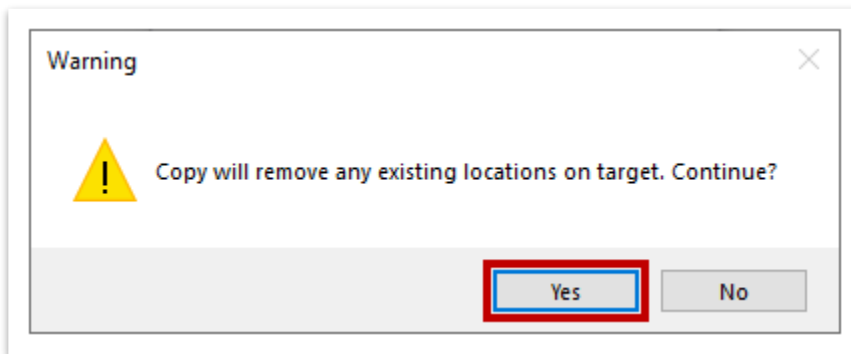 Warning
Copy will remove any existing locations on target. Continue?
Yes
No